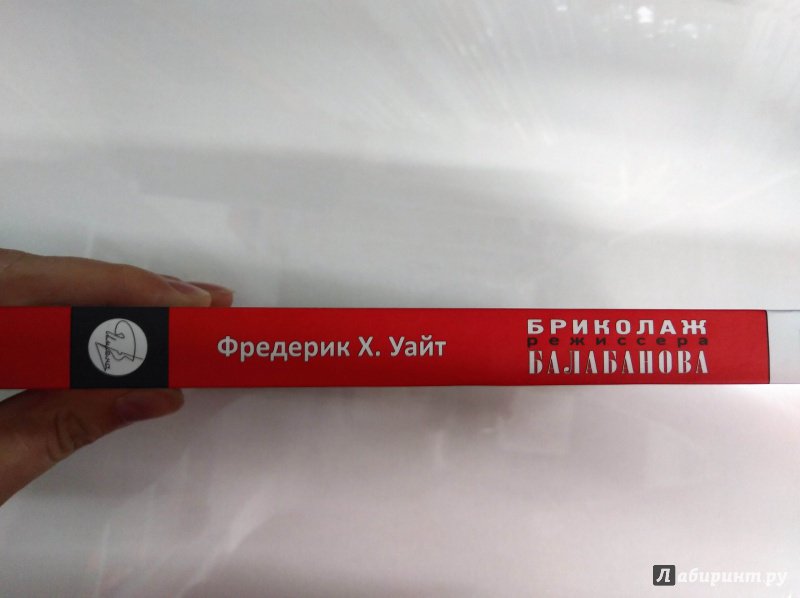 Фредерик Х. Уайт
БРИКОЛАЖ
режиссера
БАЛАБАНОВА
Лабиринт.ру